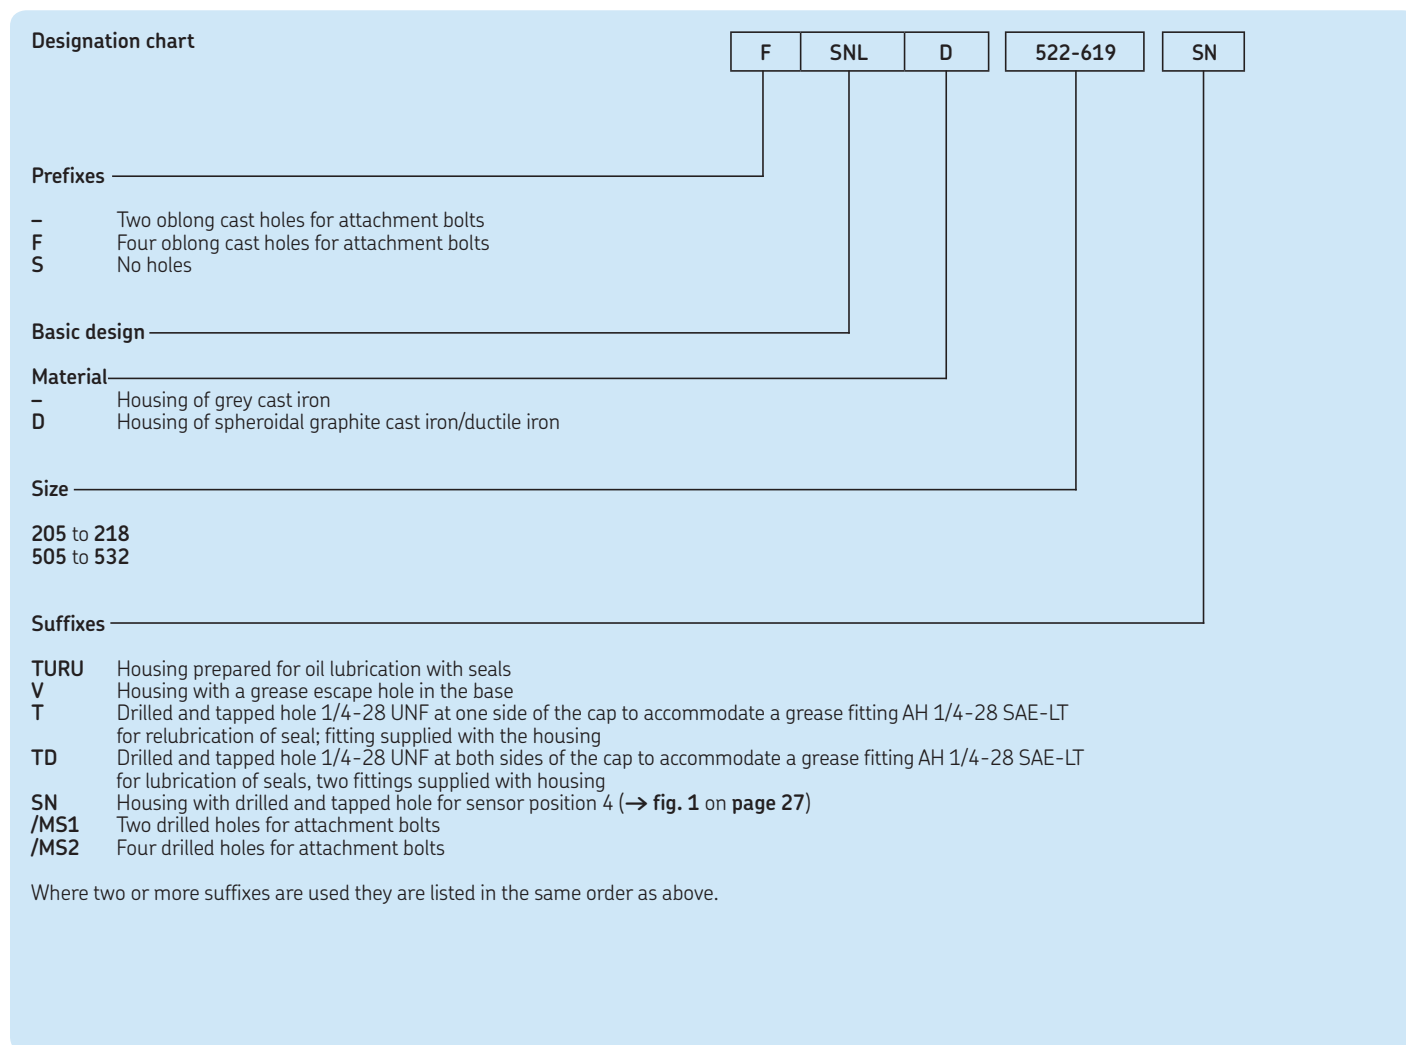 Designation chart
F SNL D 522-619 SN
Prefixes
– Two oblong cast holes for attachment bolts
F Four oblong cast holes for attachment bolts
S No holes
Basic design
Material
– Housing of grey cast iron
D Housing of spheroidal graphite cast iron/ductile iron
Size
205 to 218
505 to 532
Suffixes
TURU Housing prepared for oil lubrication with seals
V Housing with a grease escape hole in the base
T Drilled and tapped hole 1/4-28 UNF at one side of the cap to accommodate a grease fitting AH 1/4-28 SAE-LT
for relubrication of seal; fitting supplied with the housing
TD Drilled and tapped hole 1/4-28 UNF at both sides of the cap to accommodate a grease fitting AH 1/4-28 SAE-LT
for lubrication of seals, two fittings supplied with housing
SN Housing with drilled and tapped hole for sensor position 4 (→ fig. 1 on page 27)
/MS1 Two drilled holes for attachment bolts
/MS2 Four drilled holes for attachment bolts
Where two or more suffixes are used they are listed in the same order as above.